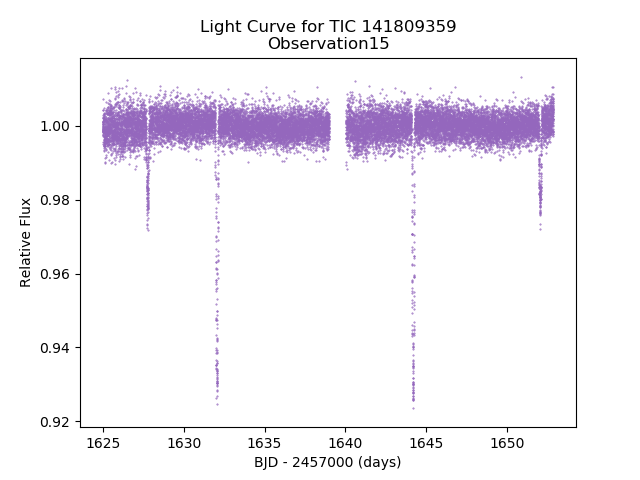 Light Curve for TIC 141809359
Observation15
1.00
0.98
0.96
0.94
0.92
Relative Flux
1625
1630
1635
1640
1645
1650
BJD - 2457000 (days)